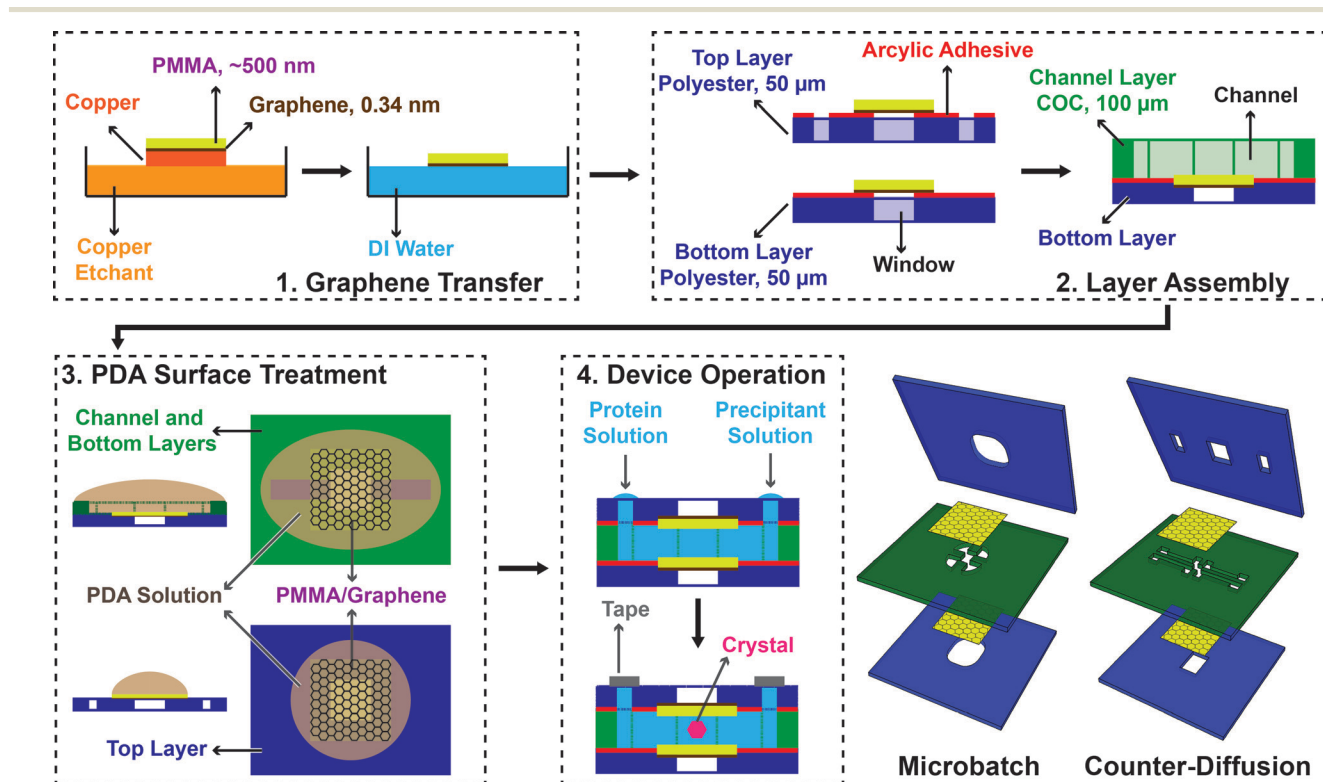 PMMA, ~500 nm
Copper
Graphene, 0.34 nm
Copper
Etchant
DI Water
1. Graphene Transfer
Top Layer
Polyester, 50 µm
Arcylic Adhesive
Channel Layer
COC, 100 µm
Channel
Bottom Layer
Polyester, 50 µm
Window
Bottom Layer
2. Layer Assembly
3. PDA Surface Treatment
Channel and
Bottom Layers
PDA Solution
PMMA/Graphene
Top Layer
4. Device Operation
Protein
Solution
Precipitant
Solution
Tape
Crystal
Microbatch
Counter-Diffusion